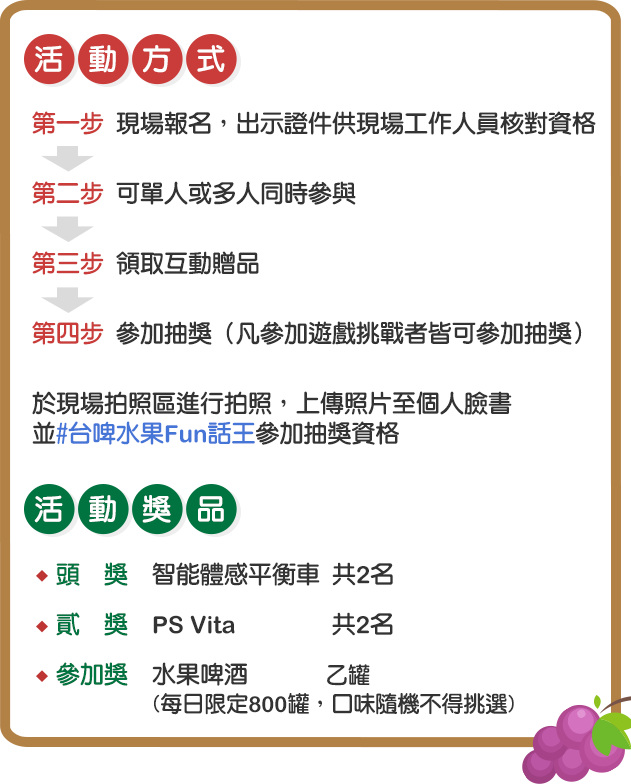 活動方式
第一步 現場報名，出示證件供現場工作人員核對資格
第二步 可單人或多人同時參與
第三步 領取互動贈品
第四步 參加抽獎（凡參加遊戲挑戰者皆可參加抽獎）
於現場拍照區進行拍照，上傳照片至個人臉書
並#台啤水果Fun話王參加抽獎資格
活動獎品
◆ 頭 獎 智能體感平衡車 共2名
◆ 貳 獎 PS Vita 共2名
◆ 參加獎 水果啤酒 乙罐
（每日限定800罐，口味隨機不得挑選）